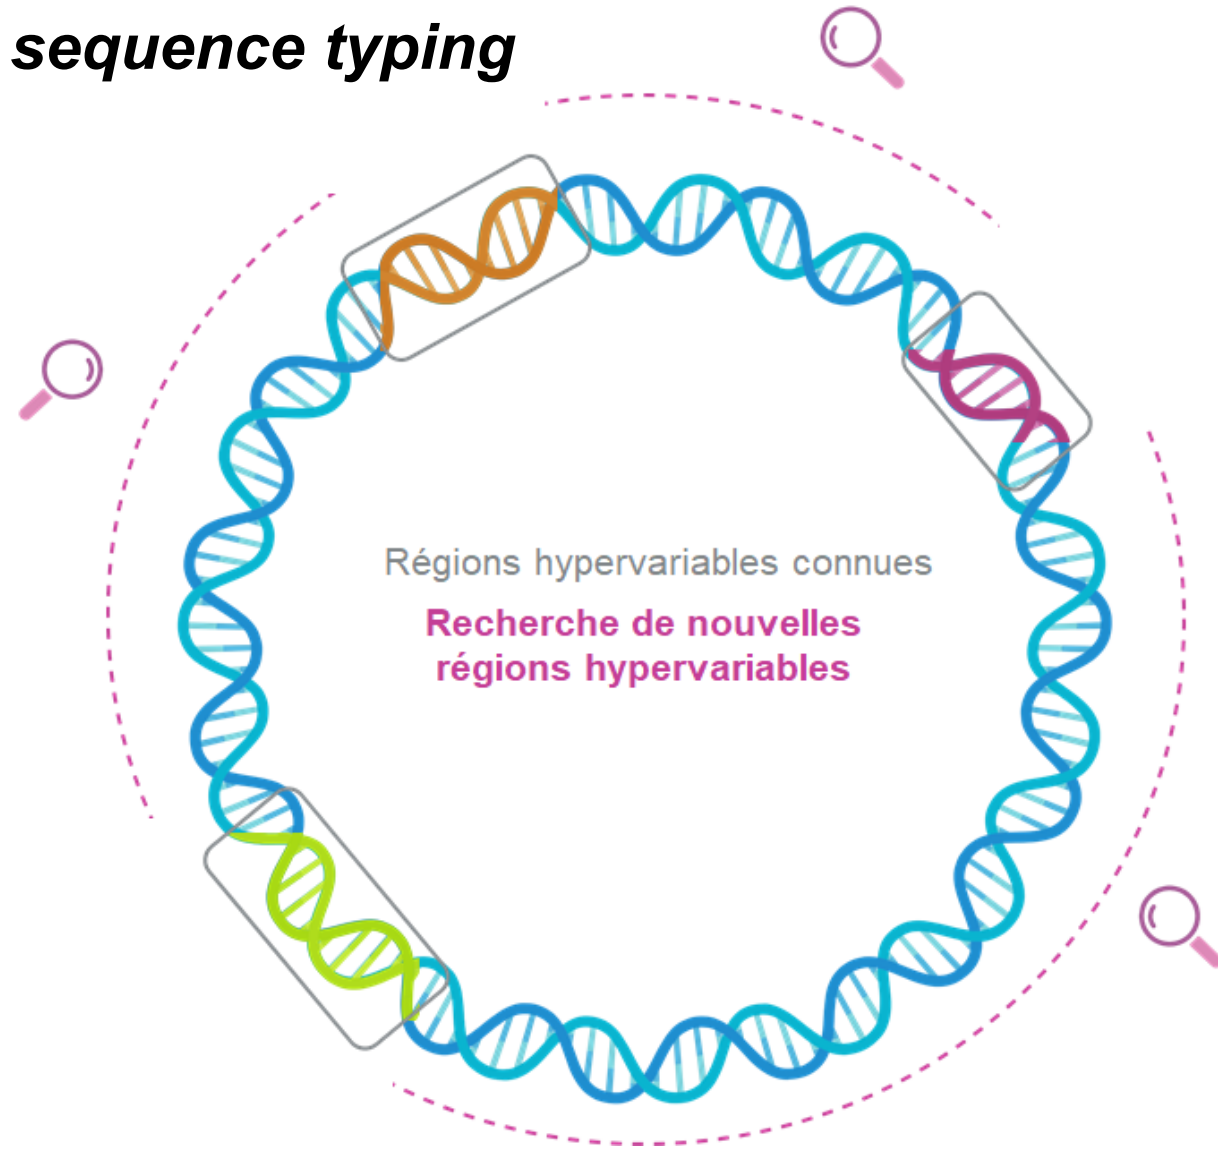 sequence typing
Régions hypervariables connues
Recherche de nouvelles
régions hypervariables